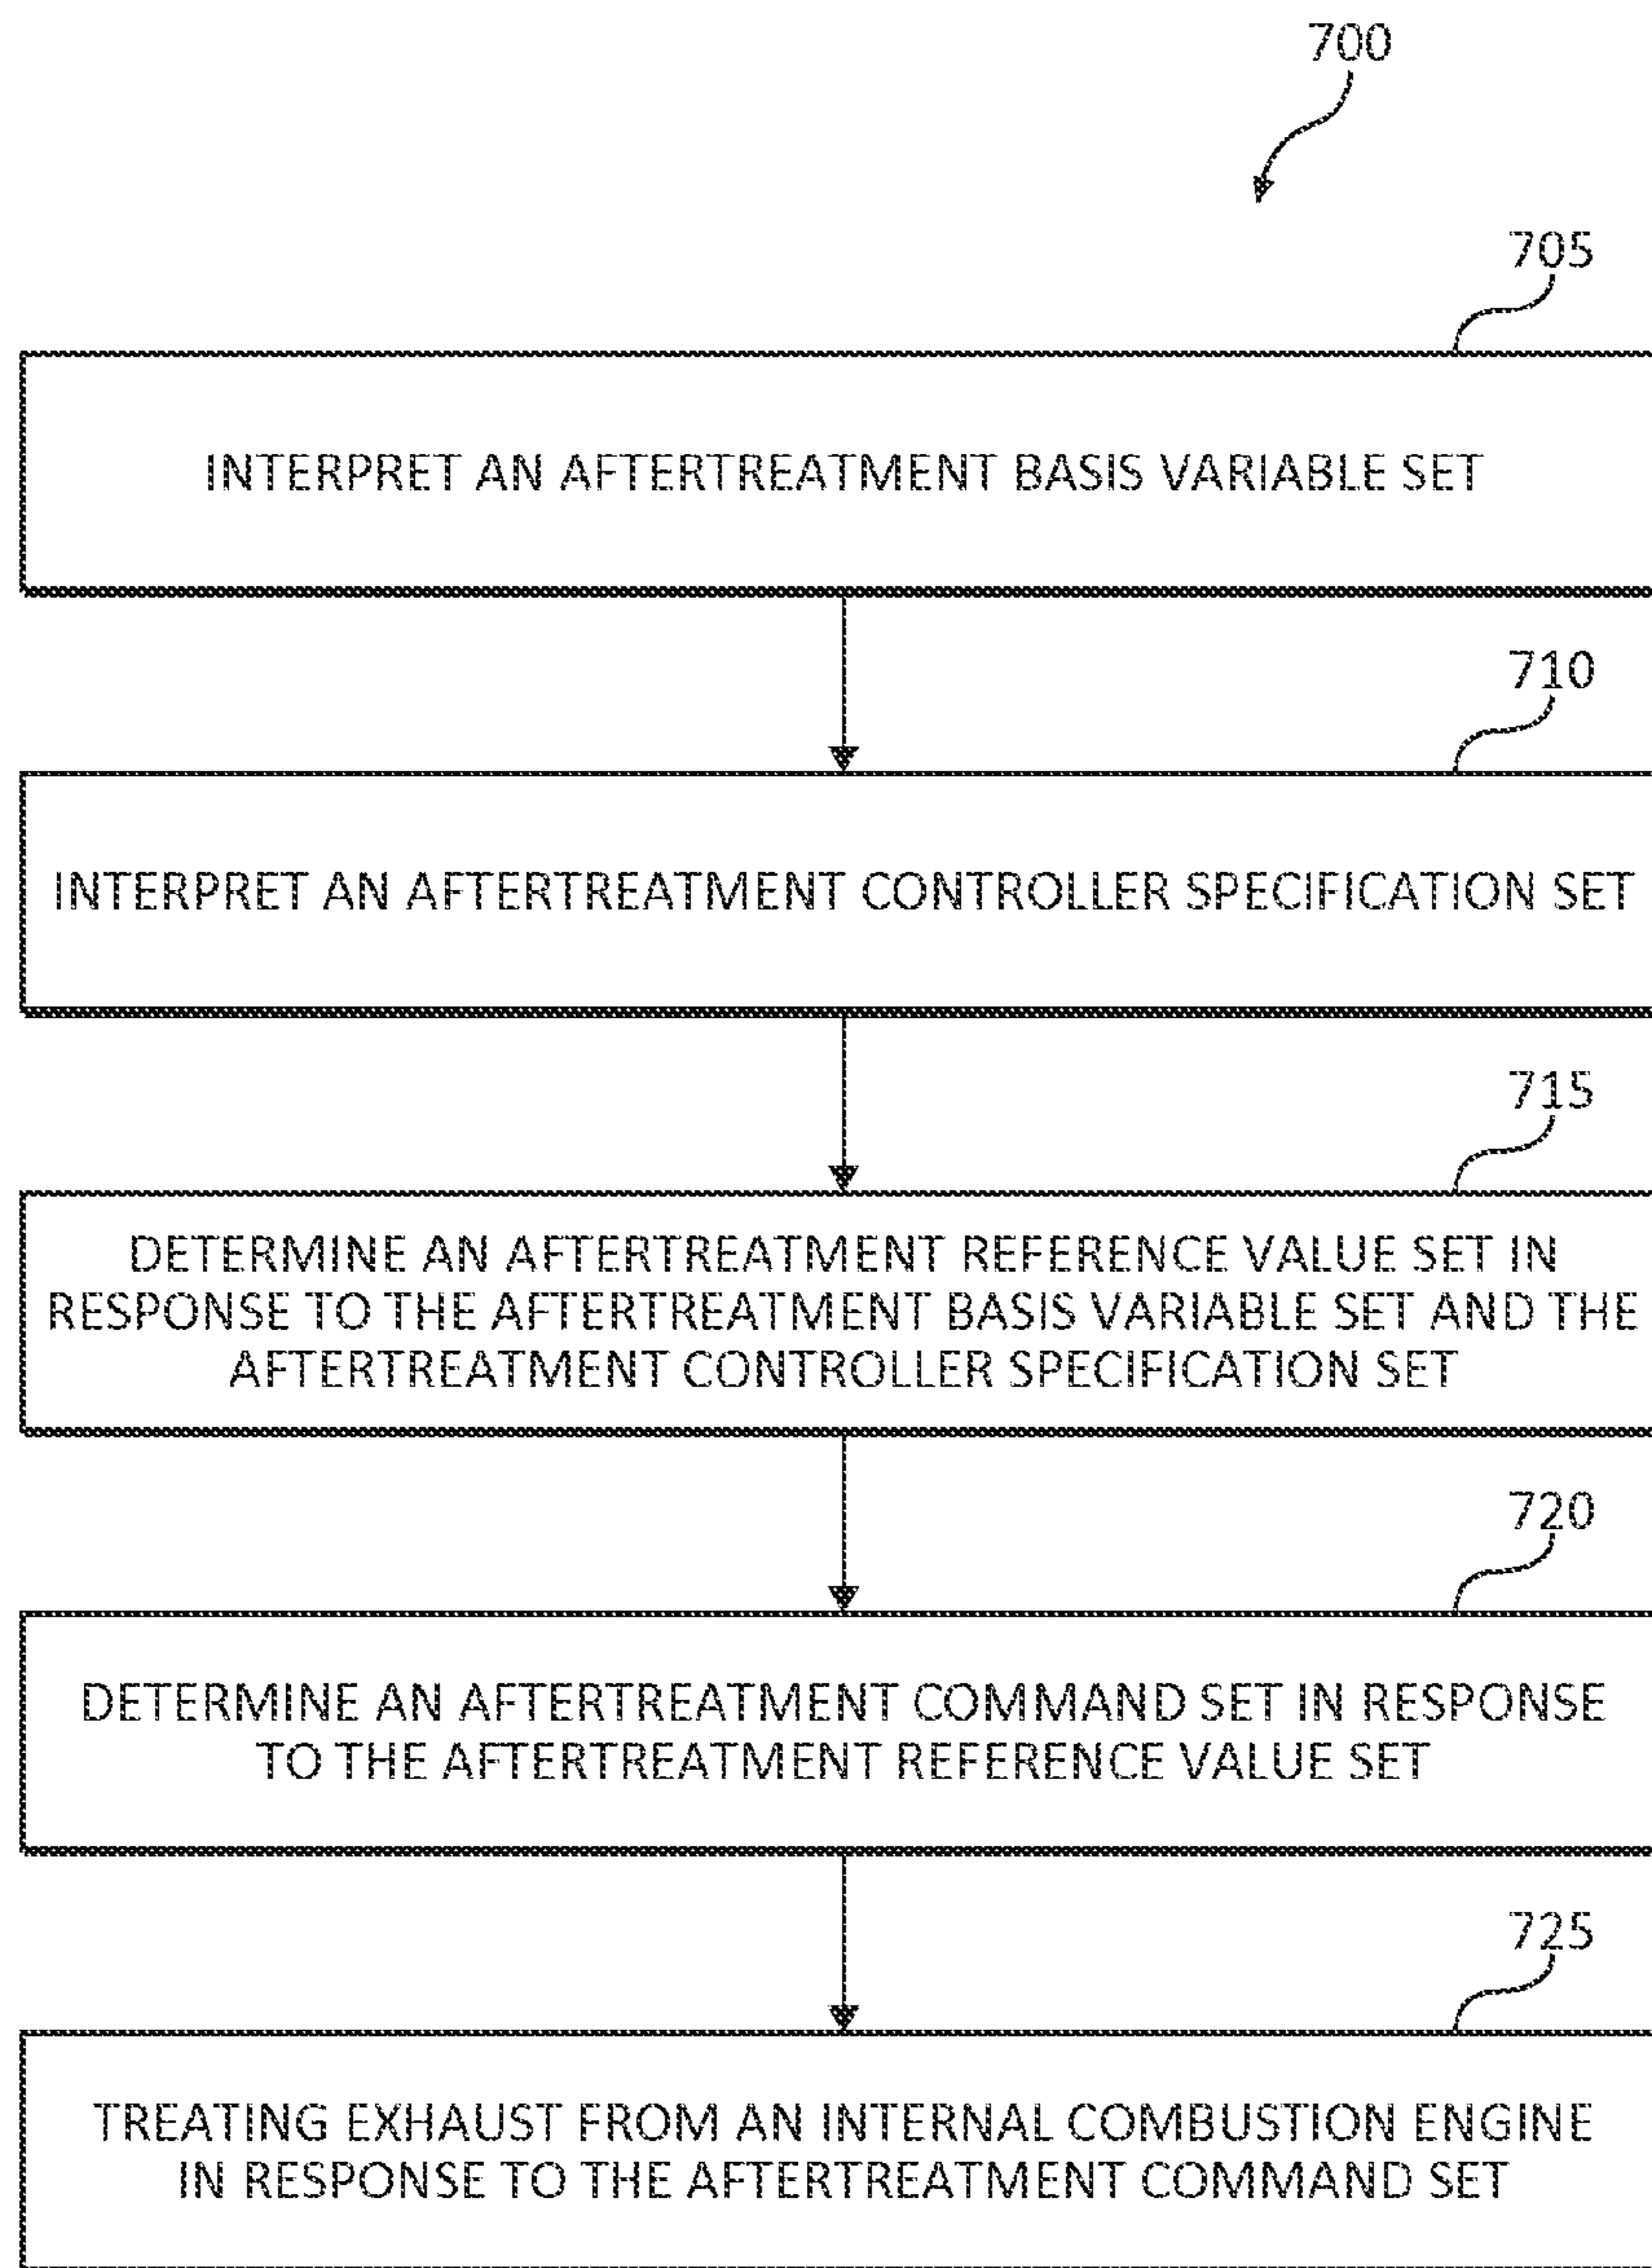 700
705
INTERPRET AN AFTERTREATMENT BASIS VARIABLE SET
710
INTERPRET AN AFTERTREATMENT CONTROLLER SPECIFICATION SET
715
DETERMINE AN AFTERTREATMENT REFERENCE VALUE SET IN
RESPONSE TO THE AFTERTREATMENT BASIS VARIABLE SET AND THE
AFTERTREATMENT CONTROLLER SPECIFICATION SET
720
DETERMINE AN AFTERTREATMENT COMMAND SET IN RESPONSE
TO THE AFTERTREATMENT REFERENCE VALUE SET
725
TREATING EXHAUST FROM AN INTERNAL COMBUSTION ENGINE
IN RESPONSE TO THE AFTERTREATMENT COMMAND SET